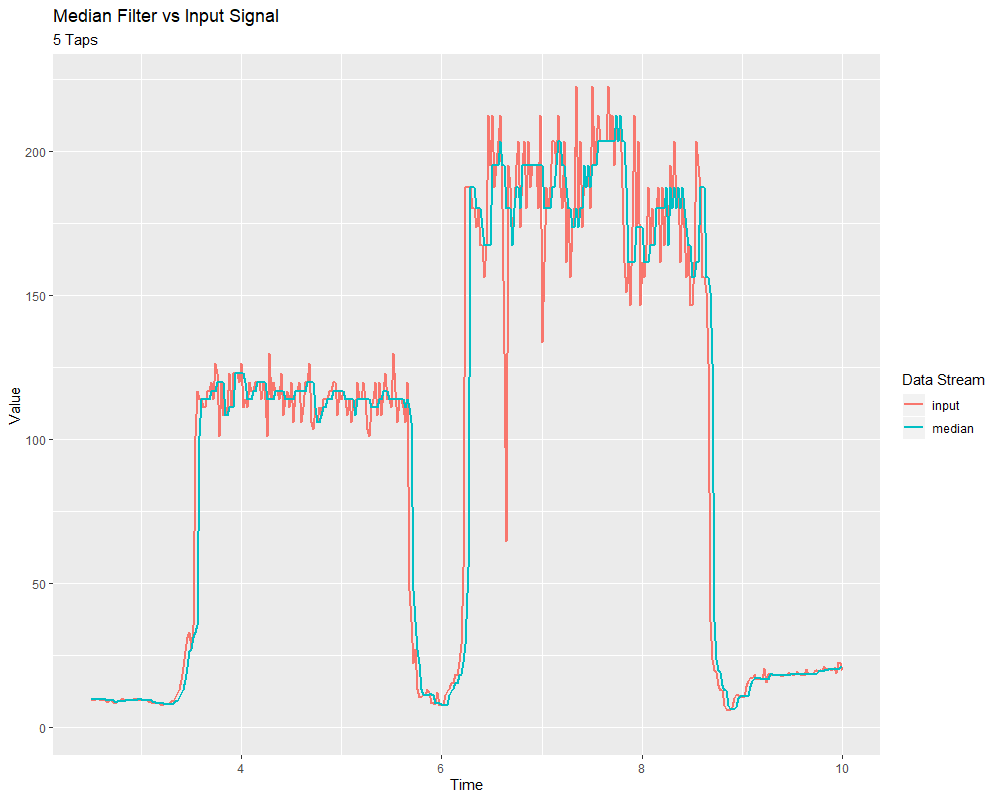 Median Filter vs Input Signal
5 Taps
200
150
100
50
0
Value
4
6
8
10
Time
Data Stream
input
median